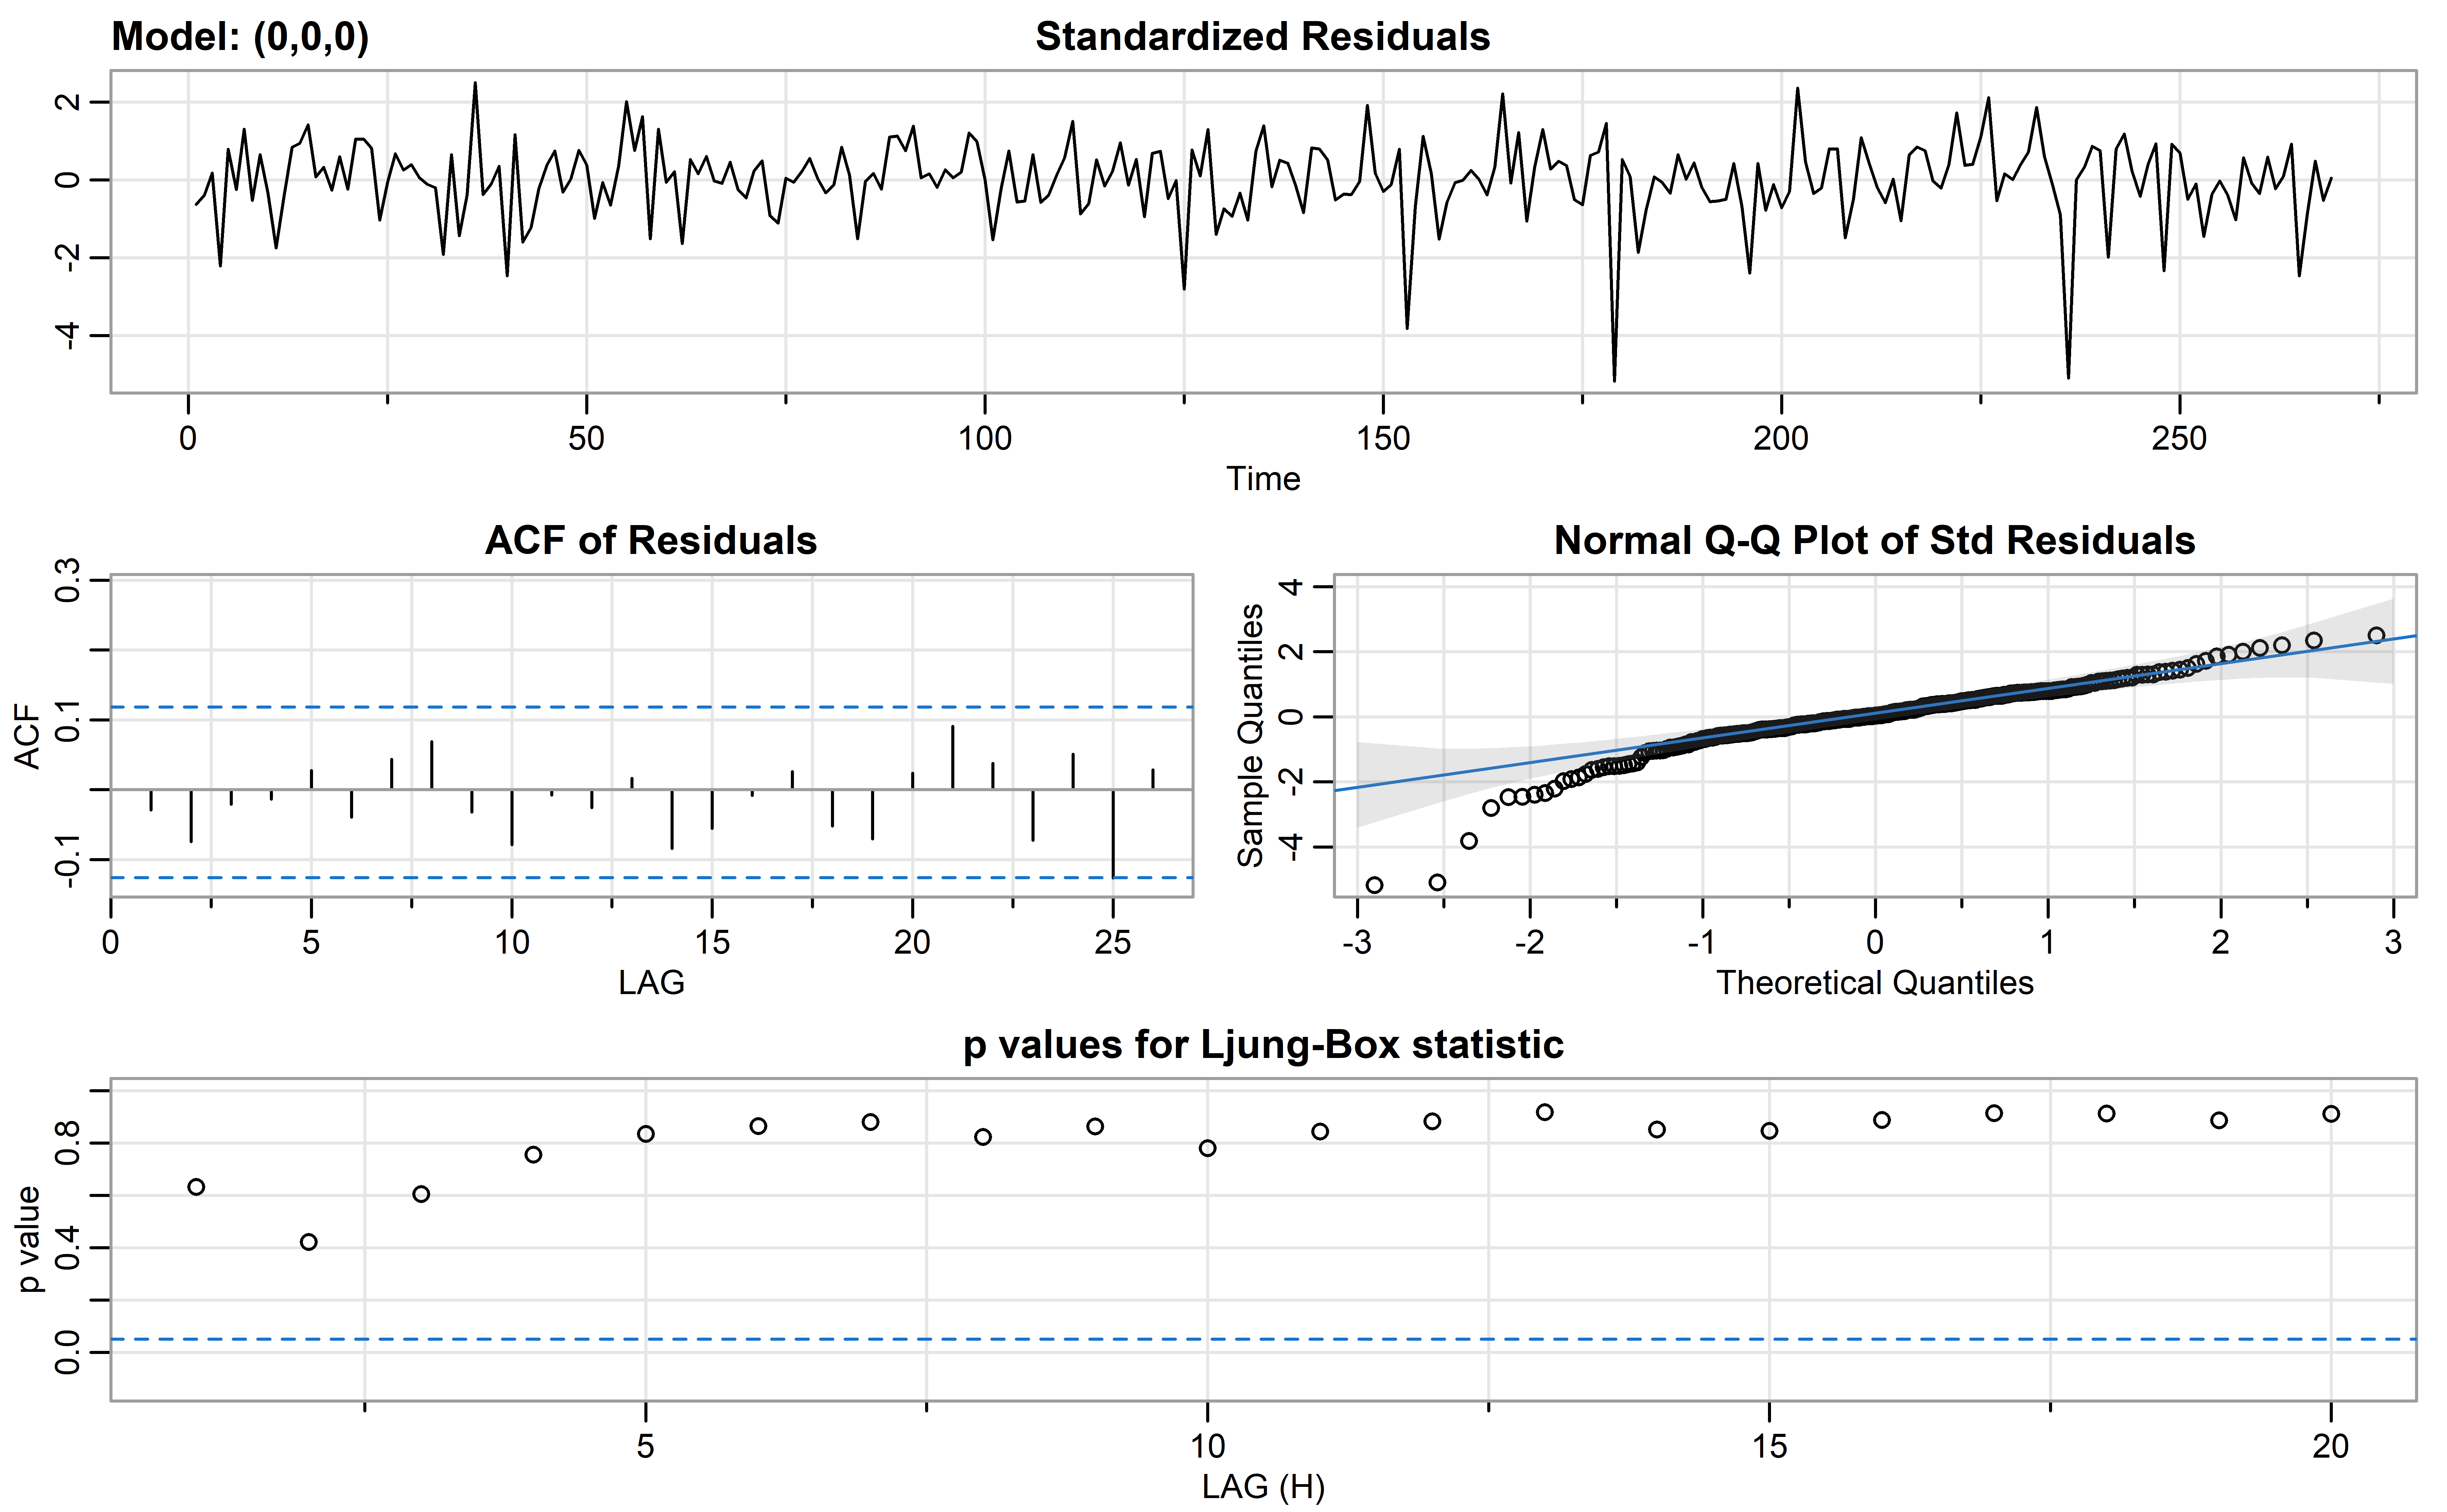 Model: (0,0,0) Standardized Residuals
2
0
-2
-4
0 50 100 150 200 250
Time
ACF of Residuals
0.3
0.1
-0.1
ACF
0 5 10 15 20 25
LAG
Normal Q-Q Plot of Std Residuals
4
2
0
-2
-4
Sample Quantiles
-3 -2 -1 0 1 2 3
Theoretical Quantiles
p values for Ljung-Box statistic
0.8
0.4
0.0
p value
5 10 15 20
LAG (H)